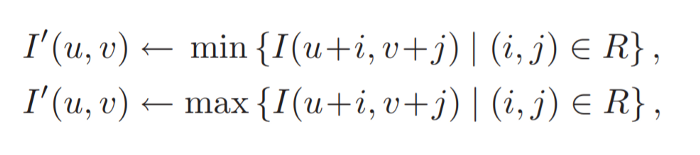 I′(u, v) ← min {I(u+i, v+j) | (i, j) ∈ R} ,
I′(u, v) ← max {I(u+i, v+j) | (i, j) ∈ R} ,